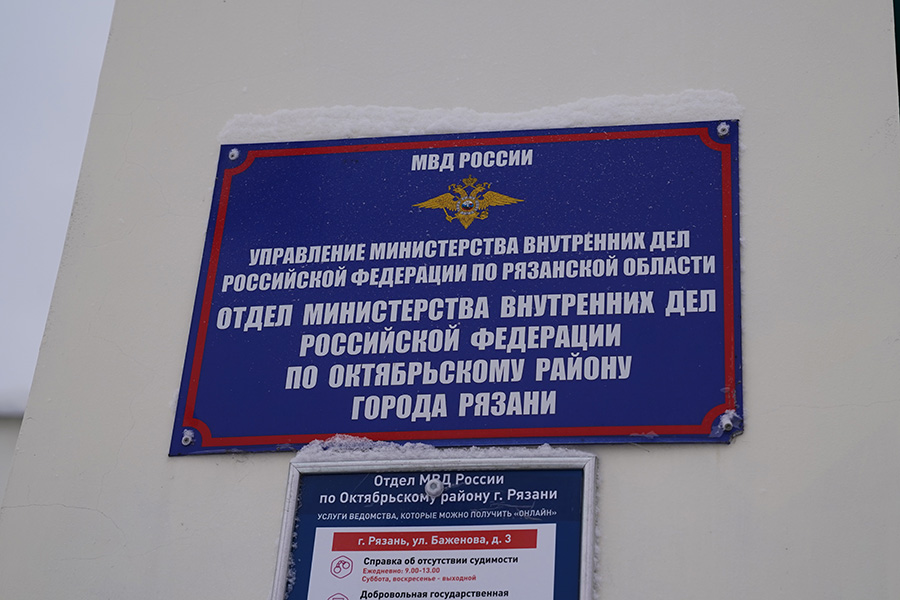 МВД РОССИИ
УПРАВЛЕНИЕ МИНИСТЕРСТВА ВНУТРЕННИХ ДЕЛ
РОССИЙСКОЙ ФЕДЕРАЦИИ ПО РЯЗАНСКОЙ ОБЛАСТИ
ОТДЕЛ МИНИСТЕРСТВА ВНУТРЕННИХ ДЕЛ
РОССИЙСКОЙ ФЕДЕРАЦИИ
ПО ОКТЯБРЬСКОМУ РАЙОНУ
ГОРОДА РЯЗАНИ
Отдел МВД России
по Октябрьскому району г. Рязани
УСЛУГИ ВЕДОМСТВА, КОТОРЫЕ МОЖНО ПОЛУЧИТЬ «ОНЛАЙН»
г. Рязань, ул. Баженова, д. 3
Справка об отсутствии судимости
Ежедневно: 9.00-13.00
Суббота, воскресенье - выходной
Добровольная государственная